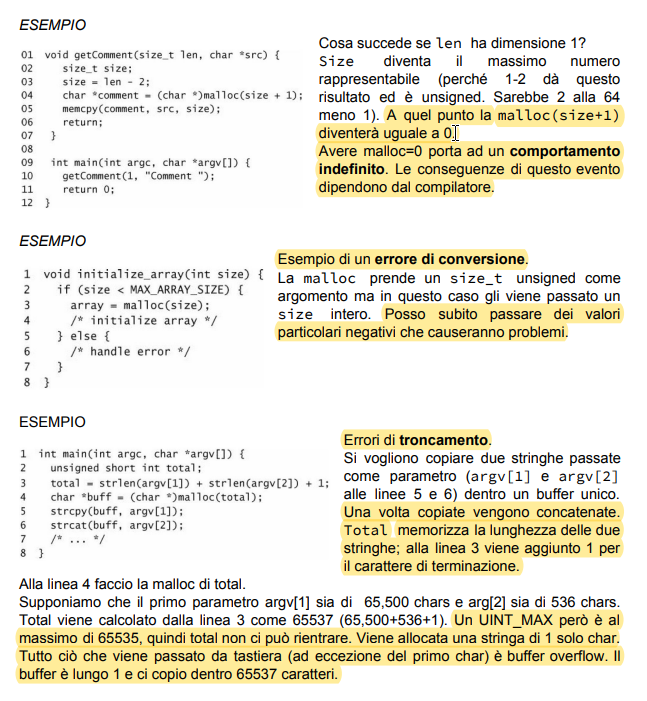 ESEMPIO
01 void getComment(size_t len, char *src) {
02 size_t size;
03 size = len - 2;
04 char *comment = (char *)malloc(size + 1);
05 memcpy(comment, src, size);
06 return;
07 }
08
09 int main(int argc, char *argv[]) {
10 getComment(1, "Comment ");
11 return 0;
12 }
Cosa succede se len ha dimensione 1?
Size diventa il massimo numero
rappresentabile (perché 1-2 dà questo
risultato ed è unsigned. Sarebbe 2 alla 64
meno 1). A quel punto la malloc(size+1)
diventerà uguale a 0.
Avere malloc=0 porta ad un comportamento
indefinito. Le conseguenze di questo evento
dipendono dal compilatore.
ESEMPIO
1 void initialize_array(int size) {
2 if (size < MAX_ARRAY_SIZE) {
3 array = malloc(size);
4 /* initialize array */
5 } else {
6 /* handle error */
7 }
8 }
Esempio di un errore di conversione.
La malloc prende un size_t unsigned come
argomento ma in questo caso gli viene passato un
size intero. Posso subito passare dei valori
particolari negativi che causeranno problemi.
ESEMPIO
1 int main(int argc, char *argv[]) {
2 unsigned short int total;
3 total = strlen(argv[1]) + strlen(argv[2]) + 1;
4 char *buff = (char *)malloc(total);
5 strcpy(buff, argv[1]);
6 strcat(buff, argv[2]);
7 /* ... */
8 }
Errori di troncamento.
Si vogliono copiare due stringhe passate
come parametro (argv[1] e argv[2]
alle linee 5 e 6) dentro un buffer unico.
Una volta copiate vengono concatenate.
Total memorizza la lunghezza delle due
stringhe; alla linea 3 viene aggiunto 1 per
il carattere di terminazione.
Alla linea 4 faccio la malloc di total.
Supponiamo che il primo parametro argv[1] sia di 65,500 chars e arg[2] sia di 536 chars.
Total viene calcolato dalla linea 3 come 65537 (65,500+536+1). Un UINT_MAX però è al
massimo di 65535, quindi total non ci può rientrare. Viene allocata una stringa di 1 solo char.
Tutto ciò che viene passato da tastiera (ad eccezione del primo char) è buffer overflow. Il
buffer è lungo 1 e ci copio dentro 65537 caratteri.